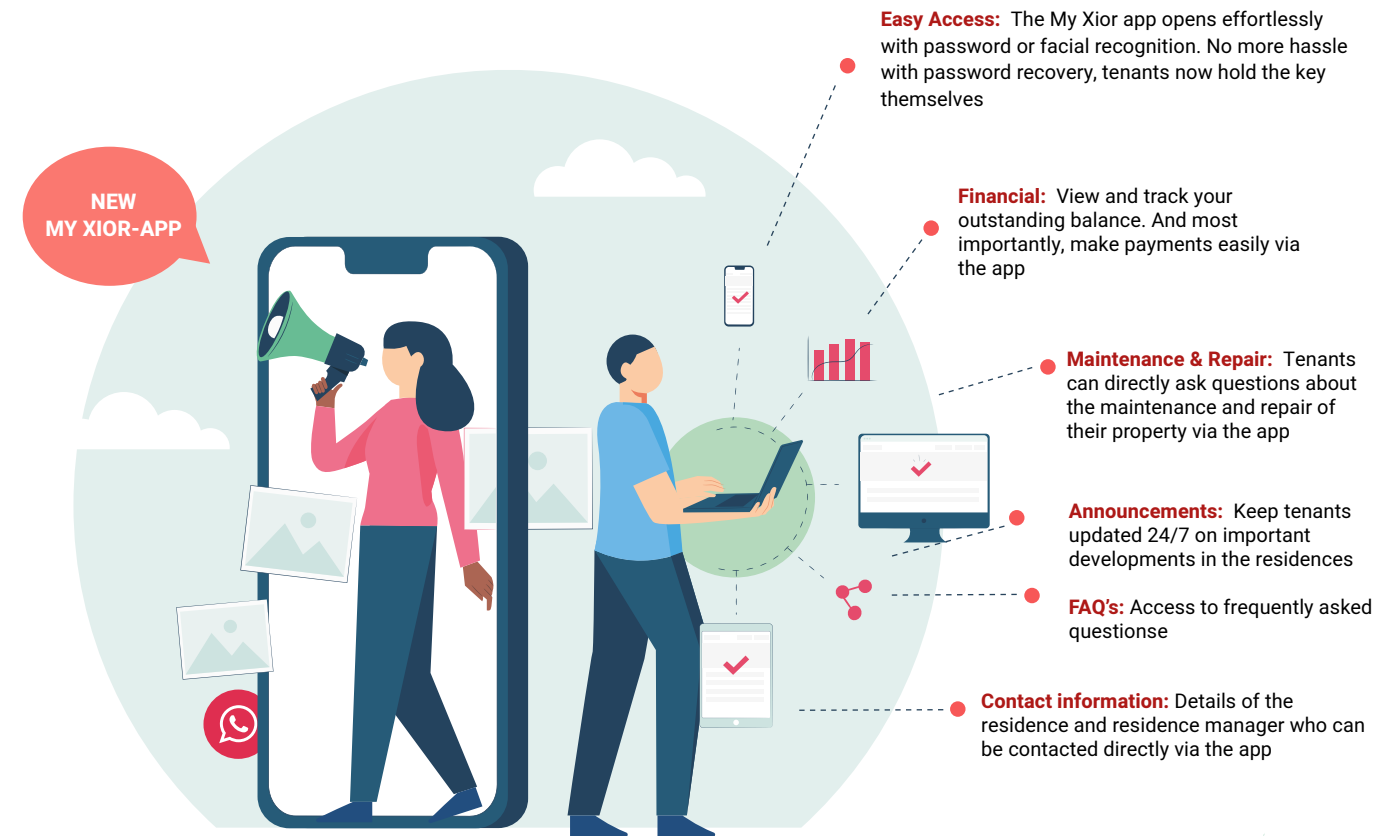 Easy Access: The My Xior app opens effortlessly
with password or facial recognition. No more hassle
with password recovery, tenants now hold the key
themselves
NEW
MY XIOR-APP
Financial: View and track your
outstanding balance. And most
importantly, make payments easily via
the app
Maintenance & Repair: Tenants
can directly ask questions about
the maintenance and repair of
their property via the app
Announcements: Keep tenants
updated 24/7 on important
developments in the residences
FAQ's: Access to frequently asked
questionse
Contact information: Details of the
residence and residence manager who can
be contacted directly via the app